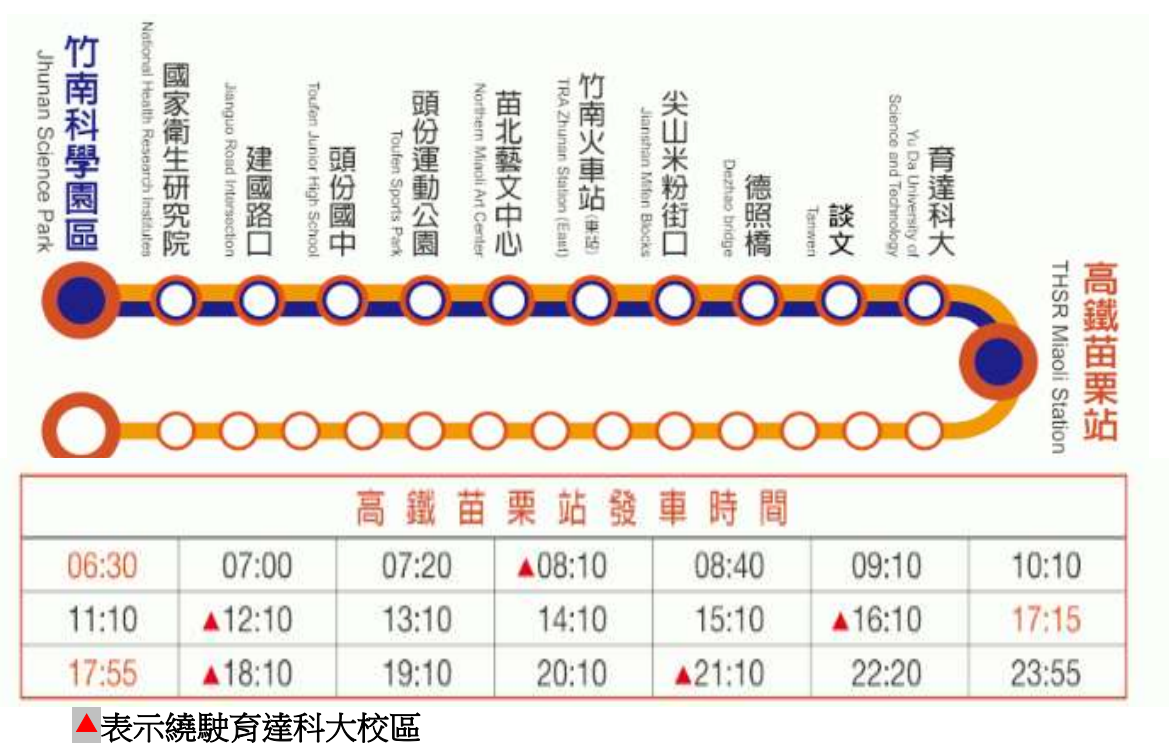 竹南科學園區
Jhunan Science Park
國家衛生研究院
National Health Research Institutes
建國路口
Jianguo Road Intersection
頭份國中
Toufen Junior High School
頭份運動公園
Toufen Sports Park
苗北藝文中心
Northern Miaoli Art Center
竹南火車站(東站)
TRA Zhunan Station (East)
尖山米粉街口
Jianshan Mifen Blocks
德照橋
Dezhao bridge
談文
Tanwen
育達科大
Yu Da University of
Science and Technology
高鐵苗栗站
THSR Miaoli Station
高鐵苗栗站發車時間
06:30 07:00 07:20 ▲08:10 08:40 09:10 10:10
11:10 ▲12:10 13:10 14:10 15:10 ▲16:10 17:15
17:55 ▲18:10 19:10 20:10 ▲21:10 22:20 23:55
▲表示繞駛育達科大校區